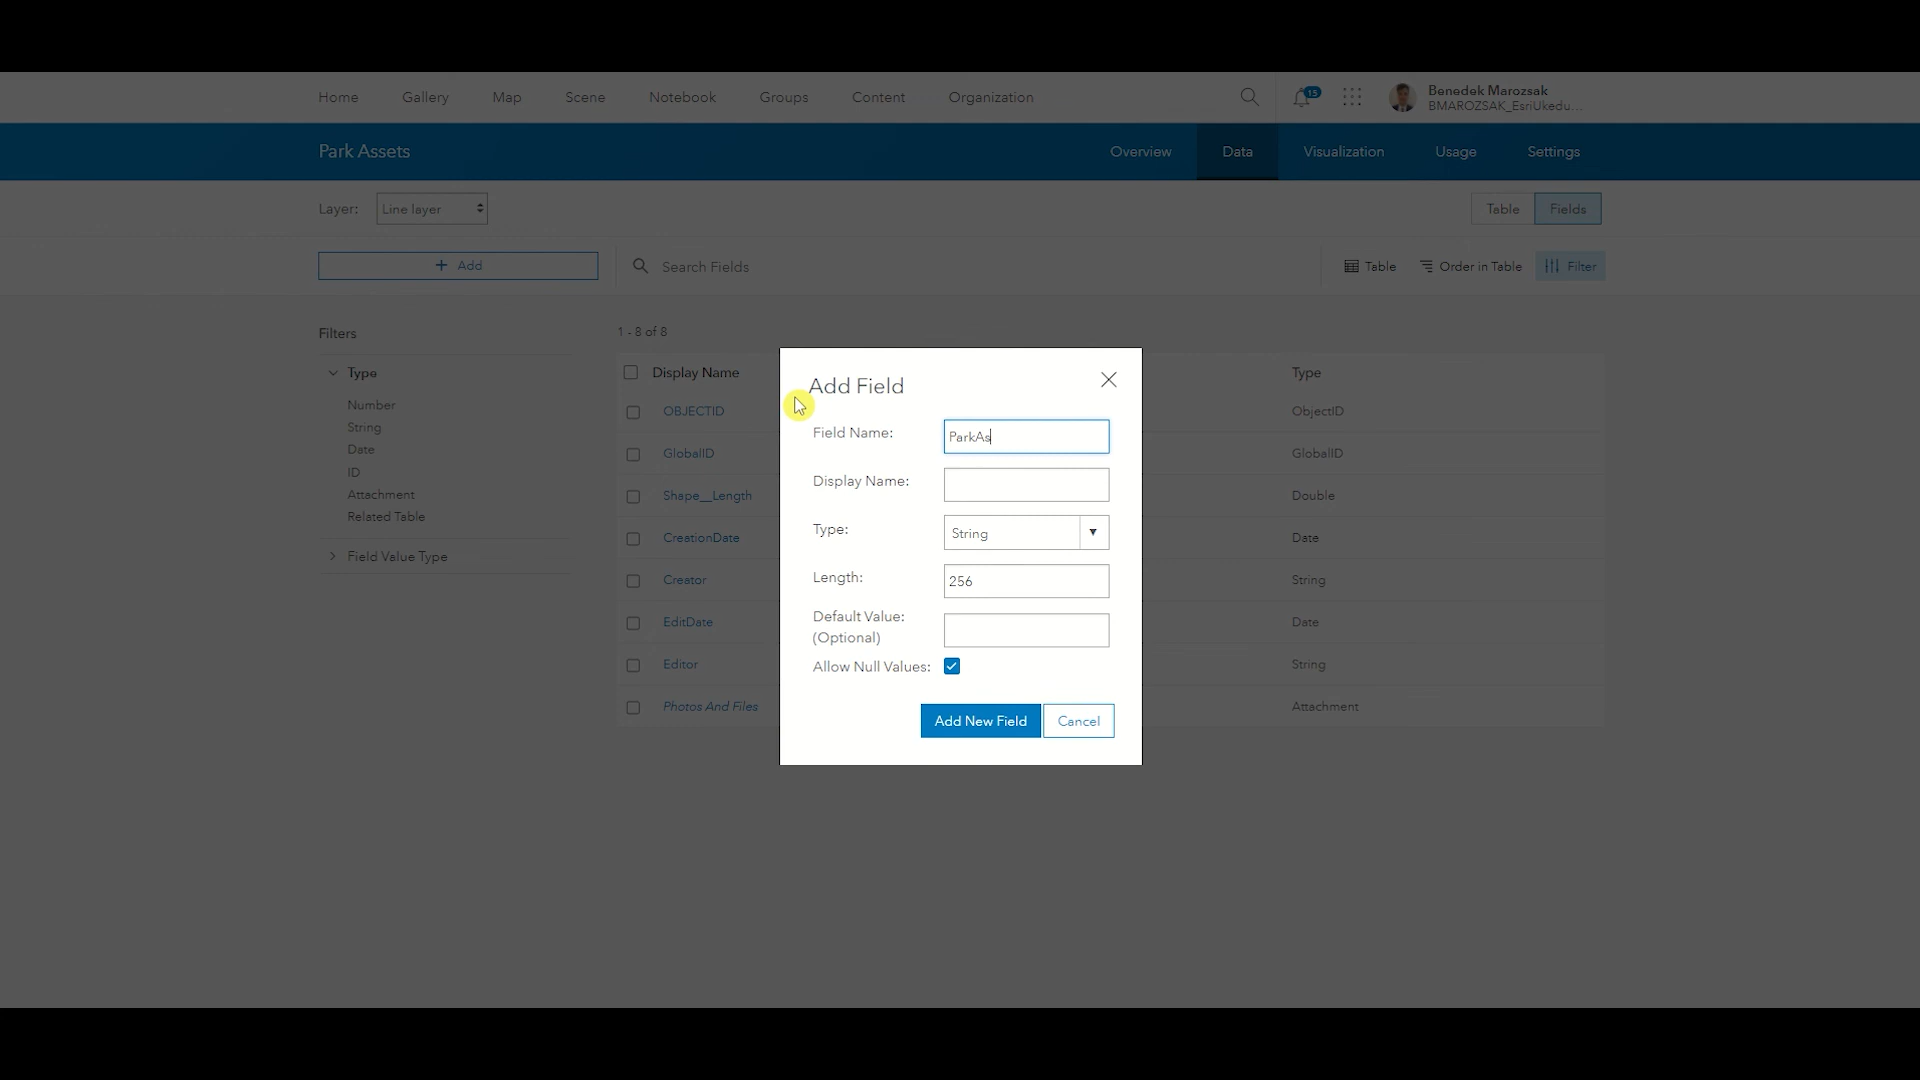 Home Gallery Map Scene Notebook Groups Content Organization 15 Benedek Marozsak
BMAROZSAK_EsriUkedu...
Park Assets Overview Data Visualization Usage Settings
Layer: Line layer Table Fields
+ Add Search Fields Table Order in Table Filter
Filters 1 - 8 of 8
Type Display Name Type
Number
String
Date
ID
Attachment
Related Table
Field Value Type
OBJECTID ObjectID
GlobalID GlobalID
Shape__Length Double
CreationDate Date
Creator String
EditDate Date
Editor String
Photos And Files Attachment
Add Field
Field Name: ParkAs
Display Name:
Type: String
Length: 256
Default Value:
(Optional)
Allow Null Values:
Add New Field Cancel